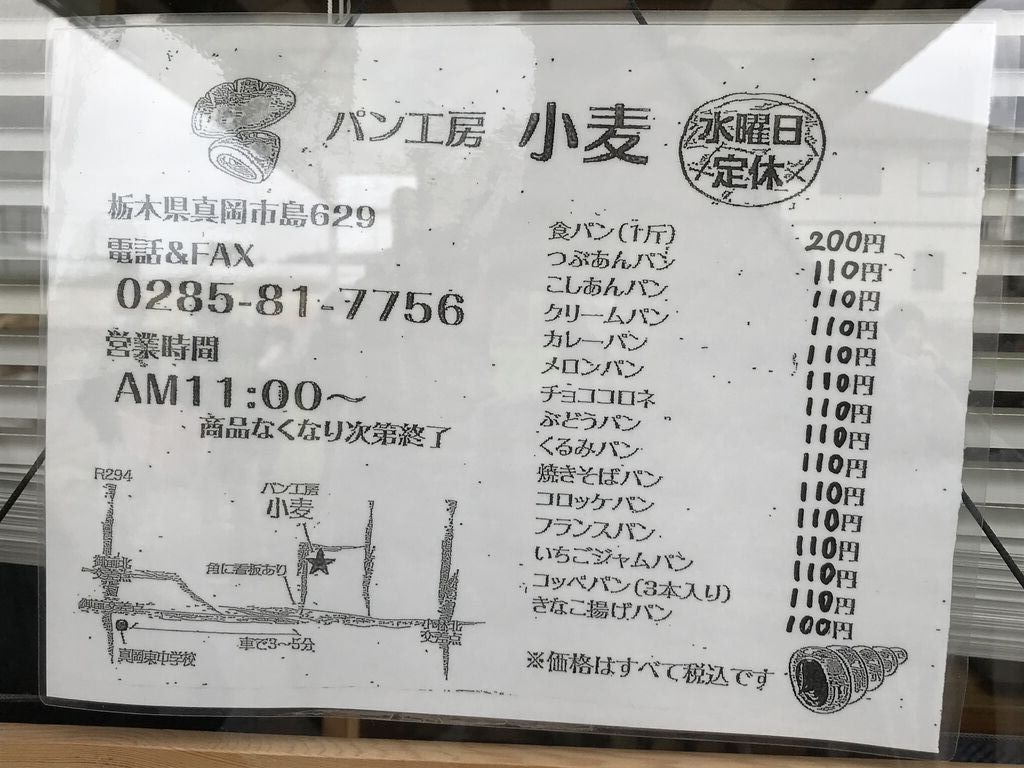 パン工房 小麦
水曜日
定休
栃木県真岡市島629
電話&FAX
0285-81-7756
営業時間
AM11:00〜
商品なくなり次第終了
食パン(1斤) 200円
つぶあんパン 110円
こしあんパン 110円
クリームパン 110円
カレーパン 110円
メロンパン 110円
チョココロネ 110円
ぶどうパン 110円
くるみパン 110円
焼きそばパン 110円
コロッケパン 110円
フランスパン 110円
いちごジャムパン 110円
コッペパン(3本入り) 110円
きなこ揚げパン 100円
※価格はすべて税込です
R294
パン工房
小麦
角に看板あり
車で3〜5分
真岡東中学校
交差点